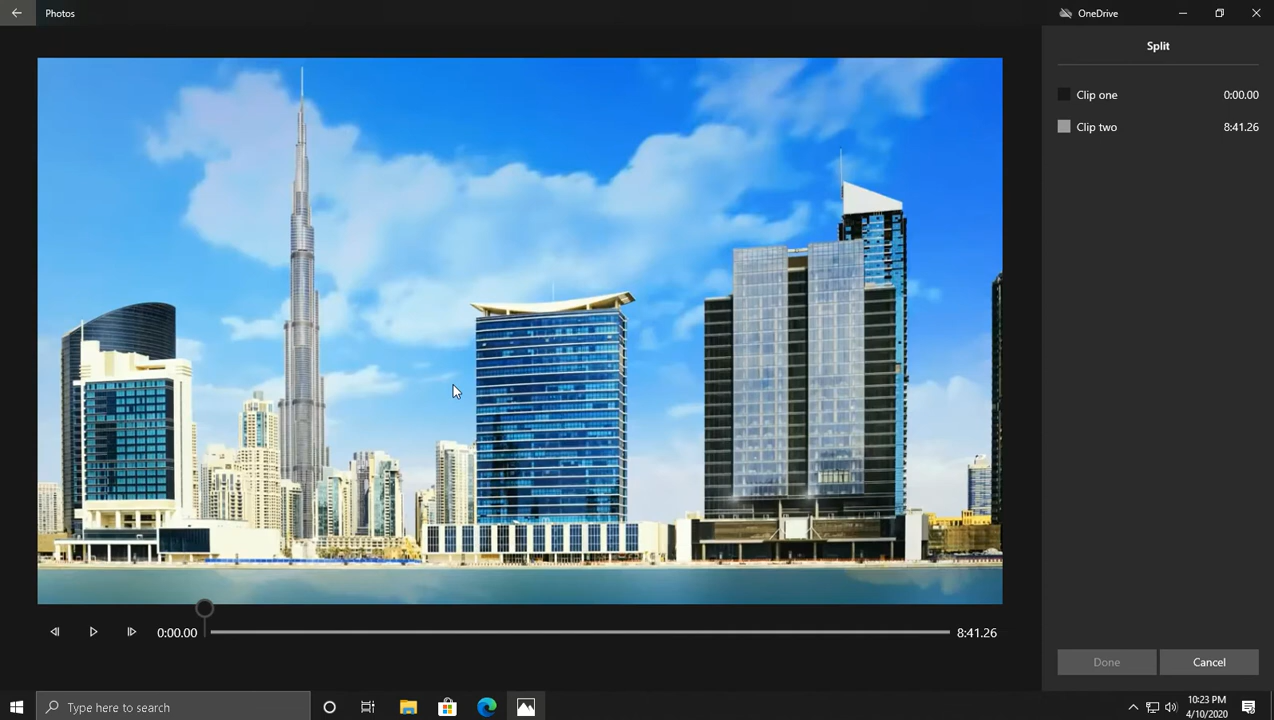 Photos
OneDrive
Split
Clip one 0:00.00
Clip two 8:41.26
0:00.00 8:41.26
Done Cancel
Type here to search
10:23 PM
4/10/2020